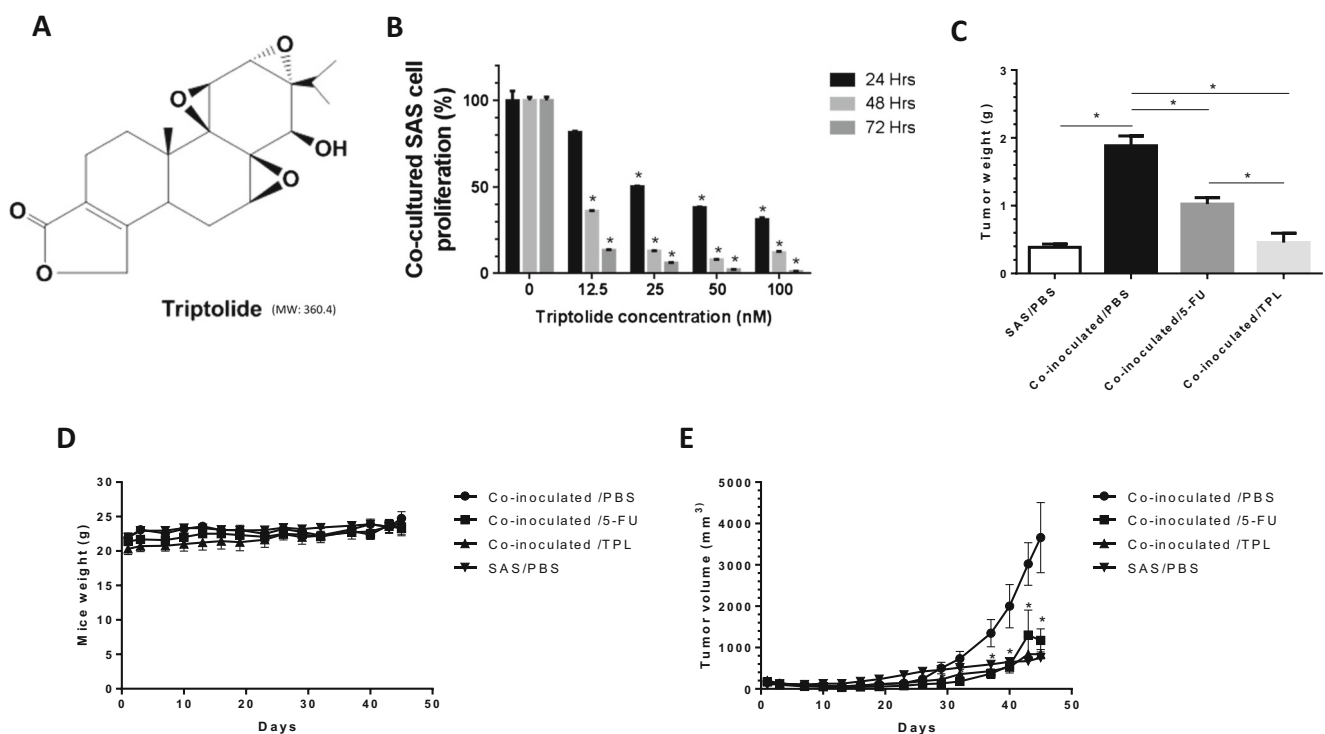 A
O
O
O
OH
O
O
Triptolide (MW: 360.4)
B
Co-cultured SAS cell
proliferation (%)
100
50
0
*
*
*
*
*
*
*
*
*
*
*
0 12.5 25 50 100
Triptolide concentration (nM)
24 Hrs
48 Hrs
72 Hrs
C
Tumor weight (g)
3
2
1
0
*
*
*
*
SAS/PBS
Co-inoculated/PBS
Co-inoculated/5-FU
Co-inoculated/TPL
D
Mice weight (g)
30
25
20
15
10
5
0
0 10 20 30 40 50
Days
Co-inoculated /PBS
Co-inoculated /5-FU
Co-inoculated /TPL
SAS/PBS
E
Tumor volume (mm3)
5000
4000
3000
2000
1000
0
*
*
*
*
0 10 20 30 40 50
Days
Co-inoculated /PBS
Co-inoculated /5-FU
Co-inoculated /TPL
SAS/PBS